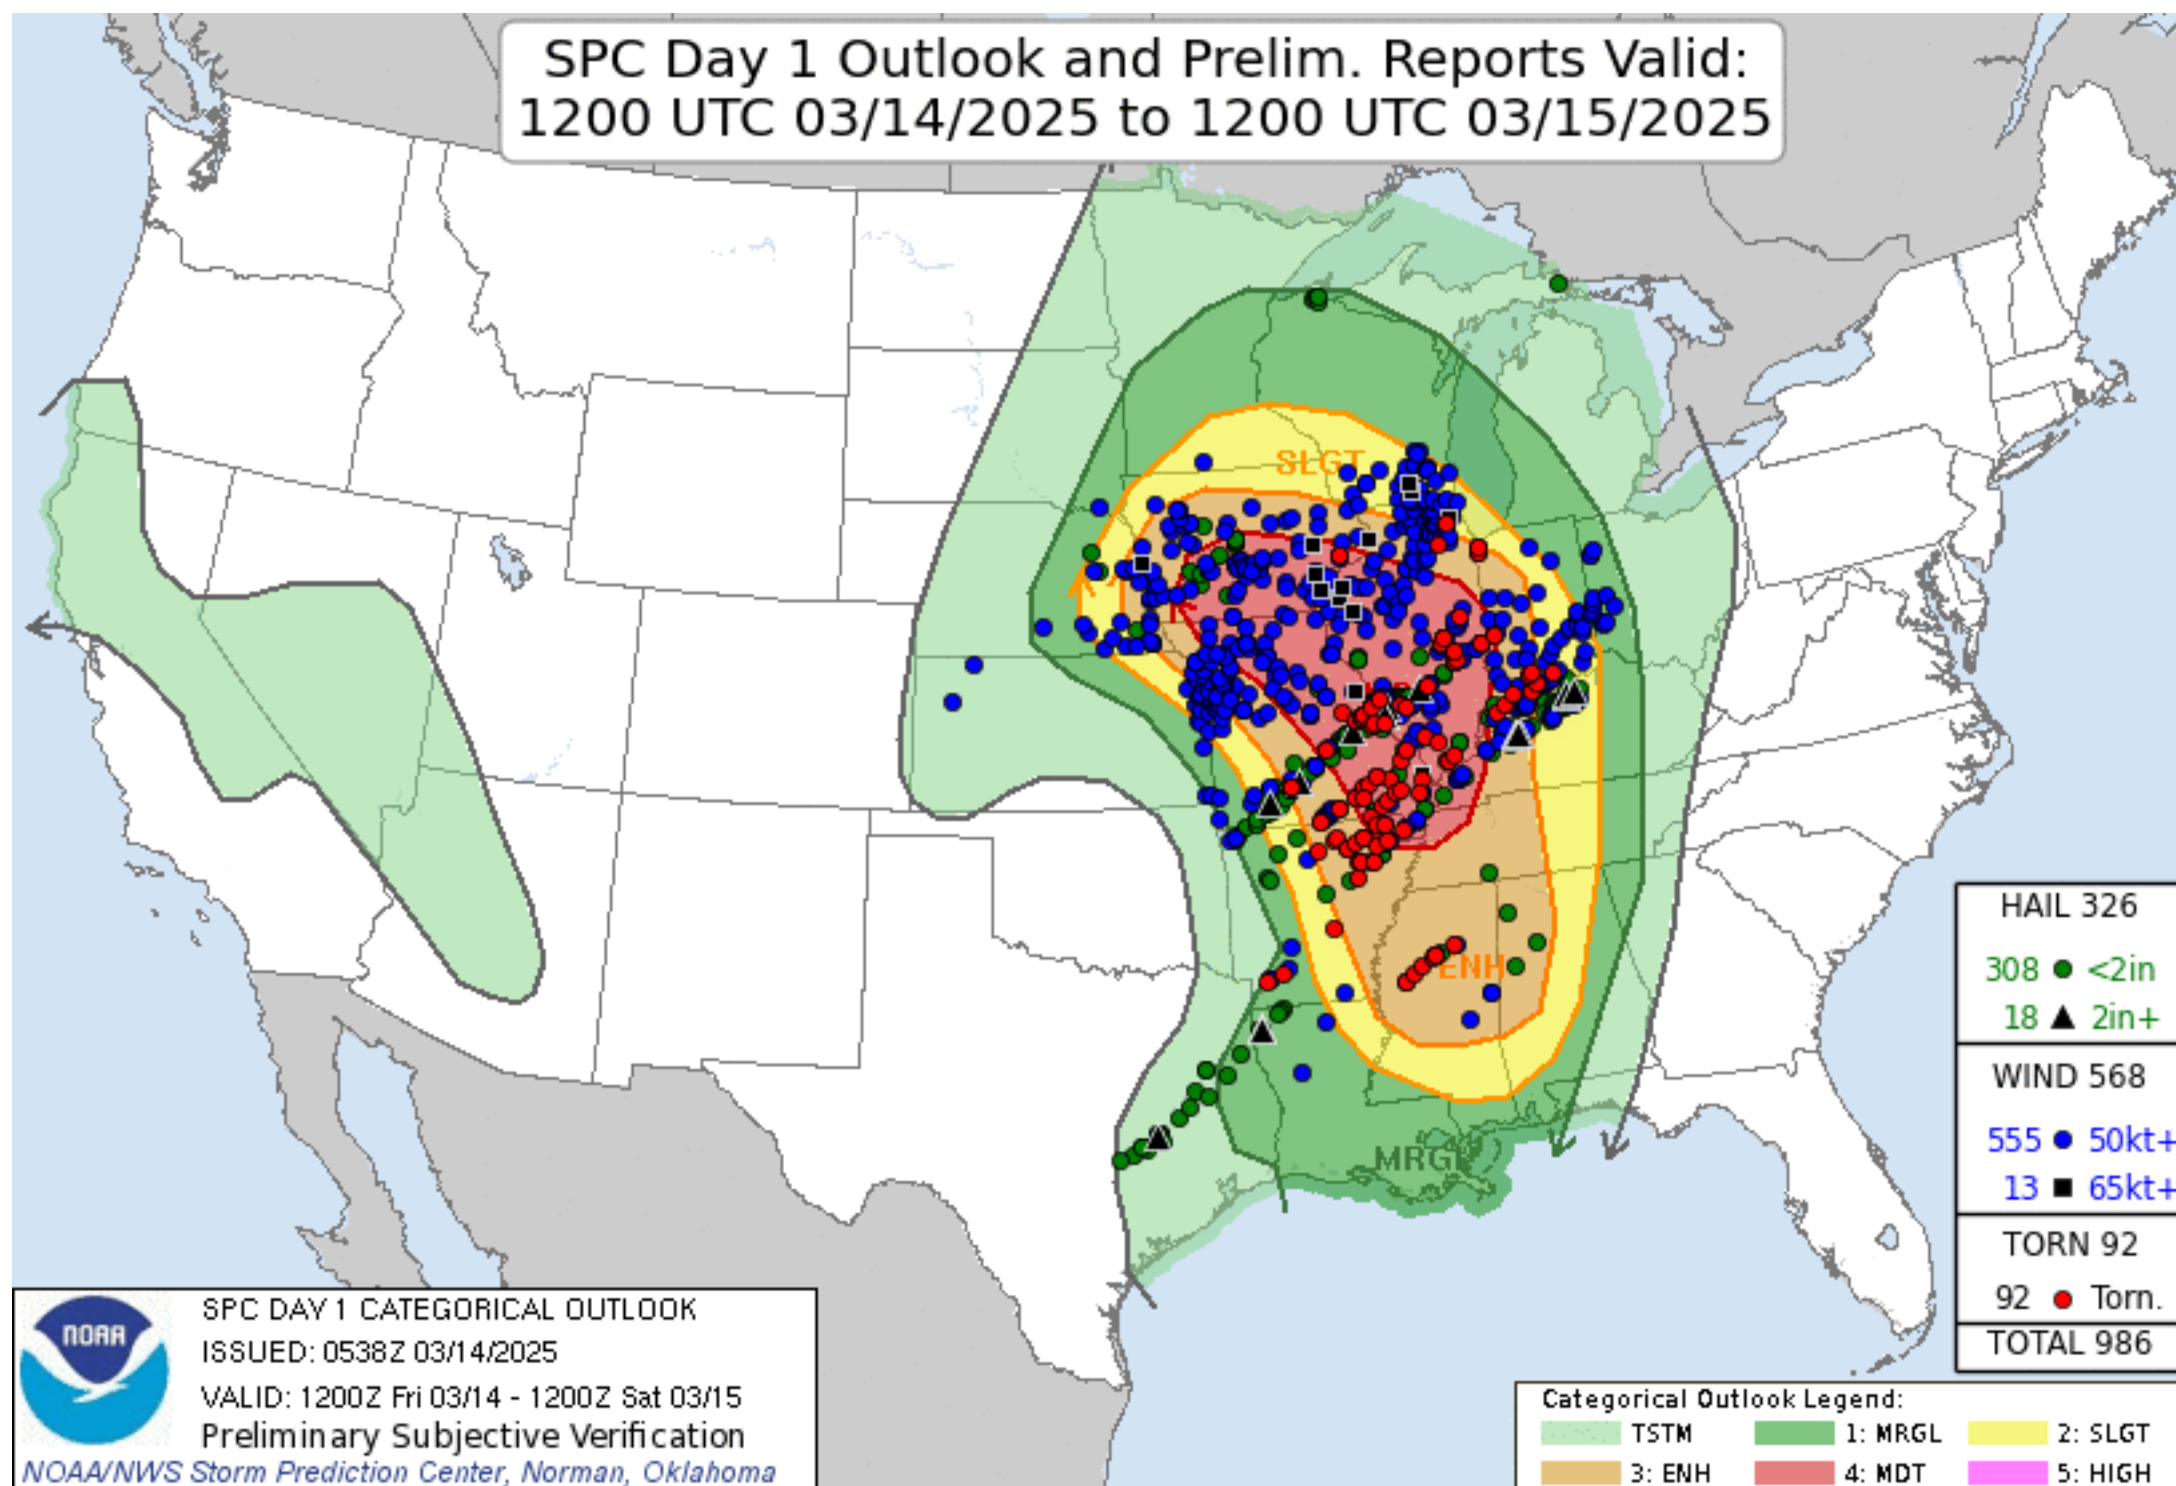 SPC Day 1 Outlook and Prelim. Reports Valid:
1200 UTC 03/14/2025 to 1200 UTC 03/15/2025
SLGT
ENH
MRGL
HAIL 326
308 <2in
18 2in+
WIND 568
555 50kt+
13 65kt+
TORN 92
92 Torn.
TOTAL 986
NOAA
SPC DAY 1 CATEGORICAL OUTLOOK
ISSUED: 0538Z 03/14/2025
VALID: 1200Z Fri 03/14 - 1200Z Sat 03/15
Preliminary Subjective Verification
NOAA/NWS Storm Prediction Center, Norman, Oklahoma
Categorical Outlook Legend:
TSTM 1: MRGL 2: SLGT
3: ENH 4: MDT 5: HIGH